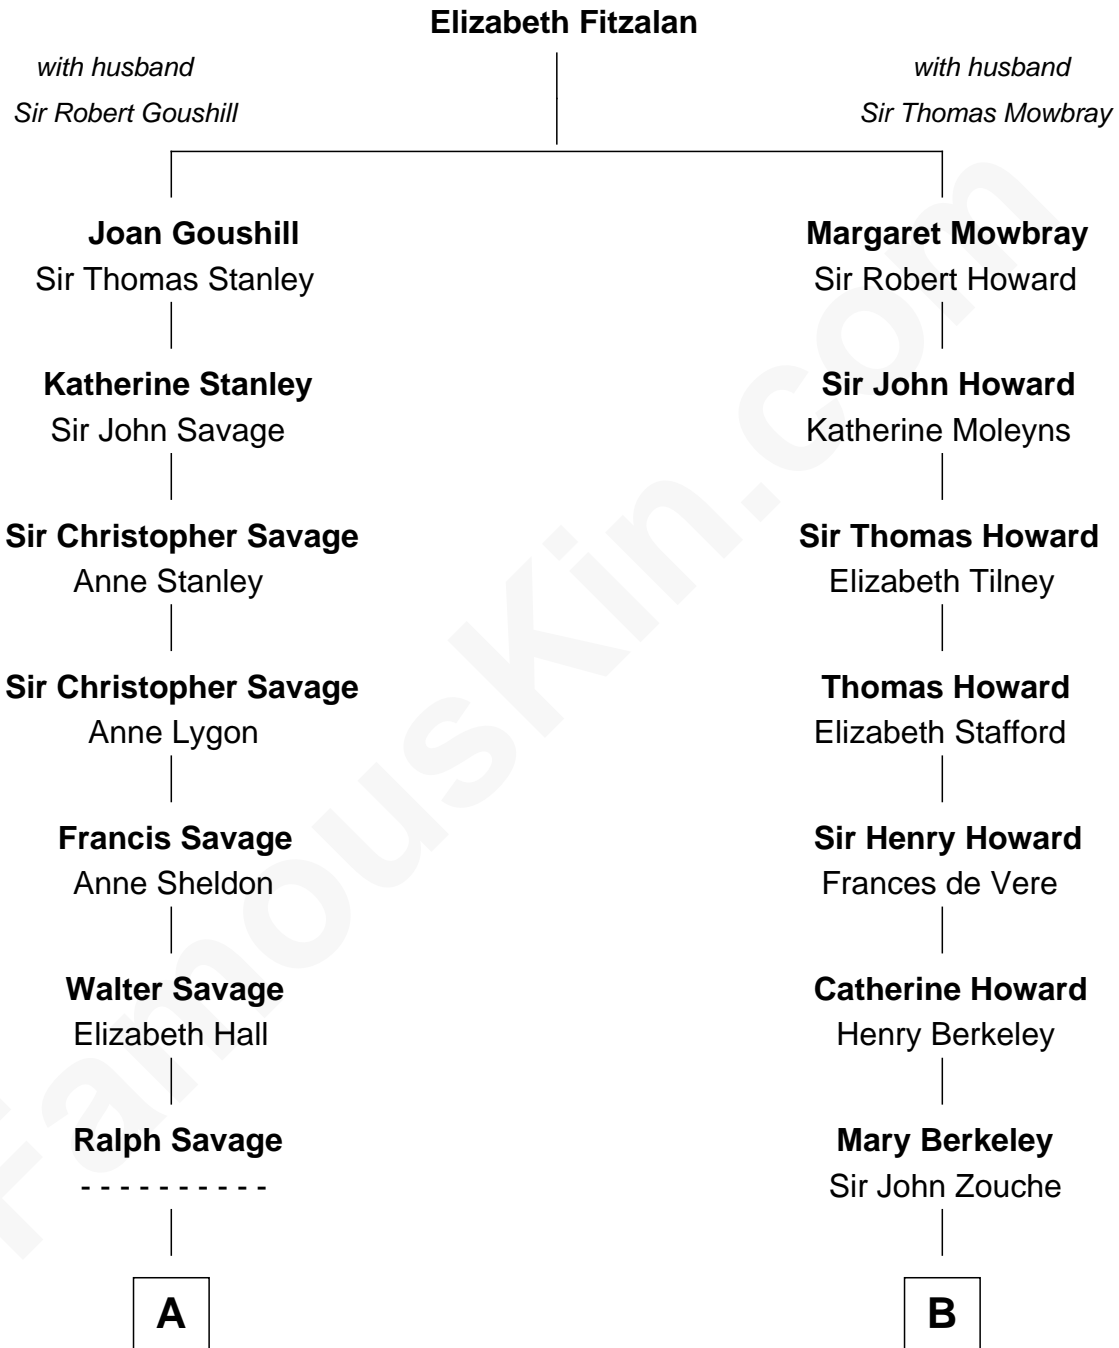 Elizabeth Fitzalan
with husband
Sir Robert Goushill
with husband
Sir Thomas Mowbray
Joan Goushill
Sir Thomas Stanley
Margaret Mowbray
Sir Robert Howard
Katherine Stanley
Sir John Savage
Sir John Howard
Katherine Moleyns
Sir Christopher Savage
Anne Stanley
Sir Thomas Howard
Elizabeth Tilney
Sir Christopher Savage
Anne Lygon
Thomas Howard
Elizabeth Stafford
Francis Savage
Anne Sheldon
Sir Henry Howard
Frances de Vere
Walter Savage
Elizabeth Hall
Catherine Howard
Henry Berkeley
Ralph Savage
- - - - - - - - - -
Mary Berkeley
Sir John Zouche
A
B
FamousKin.com